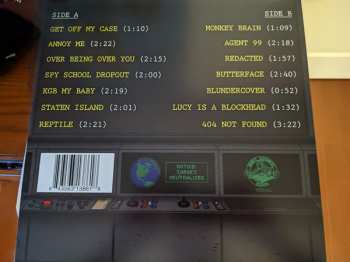 SIDE A
GET OFF MY CASE (1:10)
ANNOY ME (2:22)
OVER BEING OVER YOU (2:15)
SPY SCHOOL DROPOUT (2:00)
KGB MY BABY (2:19)
STATEN ISLAND (2:01)
REPTILE (2:21)
SIDE B
MONKEY BRAIN (1:09)
AGENT 99 (2:18)
REDACTED (1:57)
BUTTERFACE (2:40)
BLUNDERCOVER (0:52)
LUCY IS A BLOCKHEAD (1:32)
404 NOT FOUND (3:22)
NOTICE:
TARGET
NEUTRALIZED